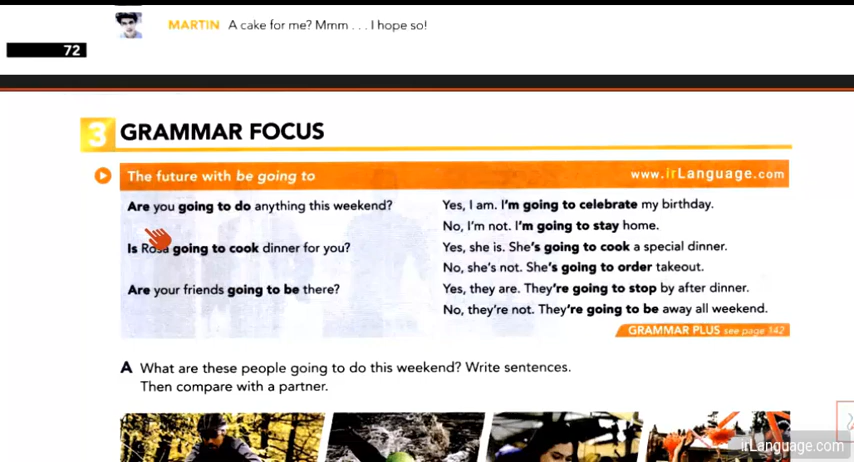 MARTIN A cake for me? Mmm . . . I hope so!
72
3 GRAMMAR FOCUS
The future with be going to
www.irLanguage.com
Are you going to do anything this weekend?
Yes, I am. I'm going to celebrate my birthday.
No, I'm not. I'm going to stay home.
Is Rosa going to cook dinner for you?
Yes, she is. She's going to cook a special dinner.
No, she's not. She's going to order takeout.
Are your friends going to be there?
Yes, they are. They're going to stop by after dinner.
No, they're not. They're going to be away all weekend.
GRAMMAR PLUS see page 142
A What are these people going to do this weekend? Write sentences.
Then compare with a partner.
irLanguage.com